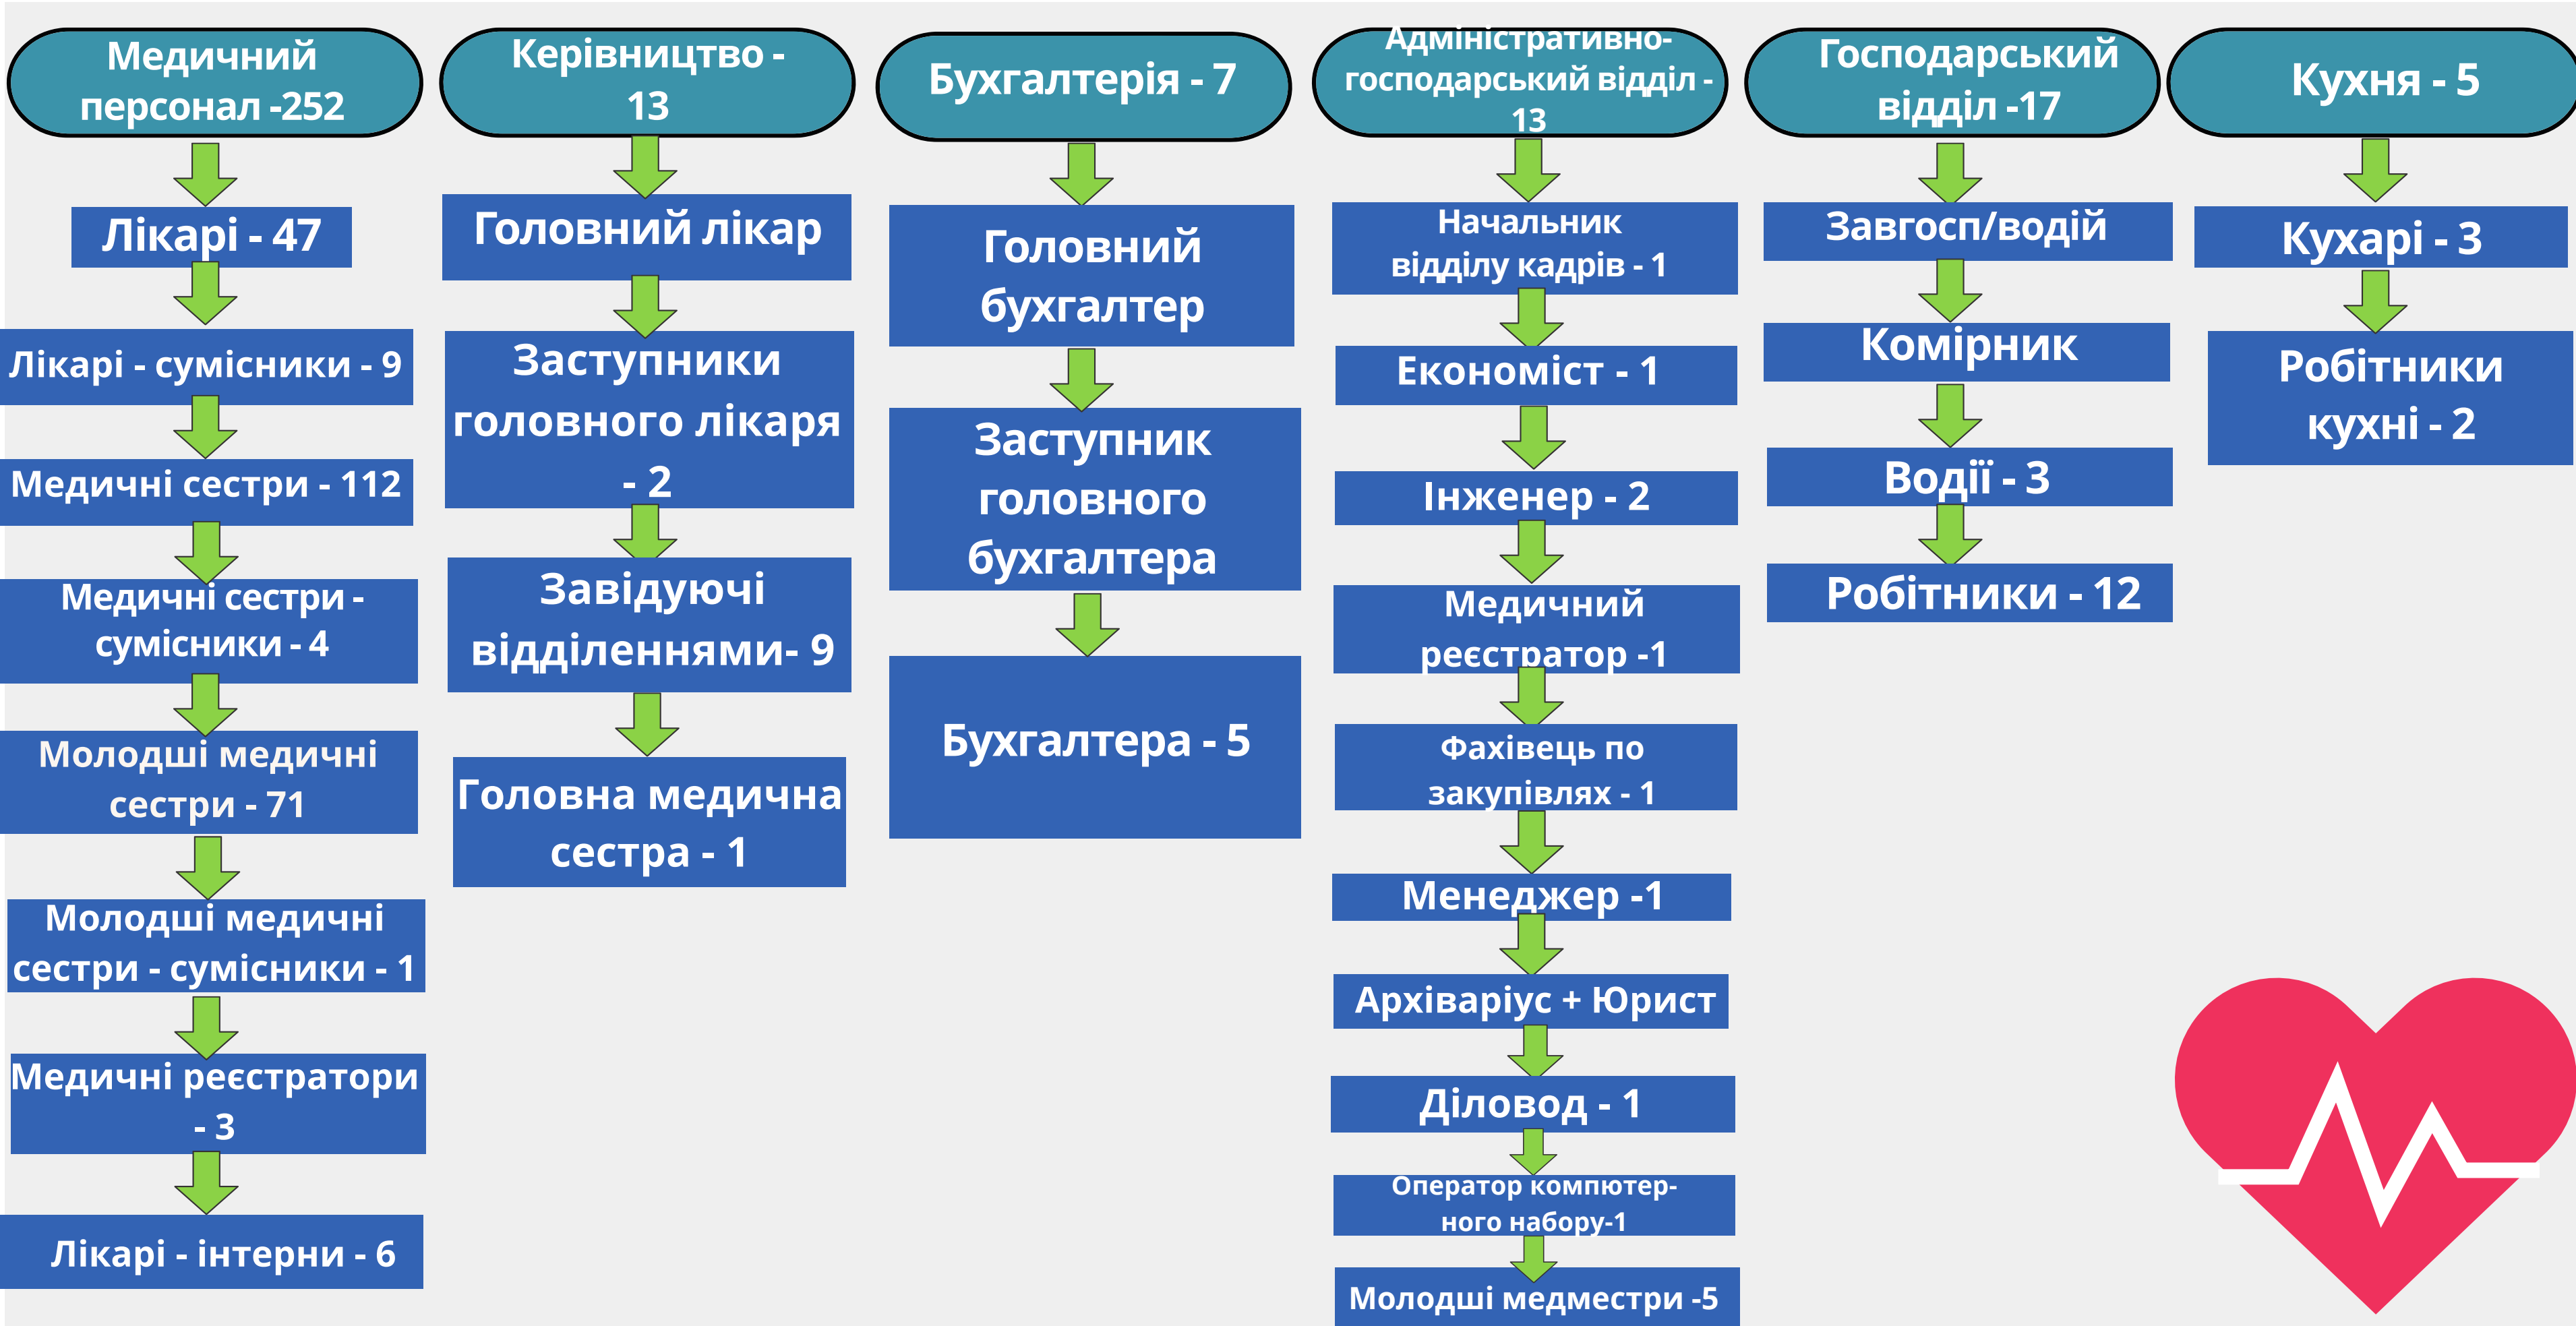 Медичний
персонал -252
Лікарі - 47
Лікарі - сумісники - 9
Медичні сестри - 112
Медичні сестри -
сумісники - 4
Молодші медичні
сестри - 71
Молодші медичні
сестри - сумісники - 1
Медичні реєстратори
- 3
Лікарі - інтерни - 6
Керівництво -
13
Головний лікар
Заступники
головного лікаря
- 2
Завідуючі
відділеннями- 9
Головна медична
сестра - 1
Бухгалтерія - 7
Головний
бухгалтер
Заступник
головного
бухгалтера
Бухгалтера - 5
Адміністративно-
господарський відділ -
13
Начальник
відділу кадрів - 1
Економіст - 1
Інженер - 2
Медичний
реєстратор -1
Фахівець по
закупівлях - 1
Менеджер -1
Архіваріус + Юрист
Діловод - 1
Оператор компютер-
ного набору-1
Молодші медместри -5
Господарський
відділ -17
Завгосп/водій
Комірник
Водії - 3
Робітники - 12
Кухня - 5
Кухарі - 3
Робітники
кухні - 2